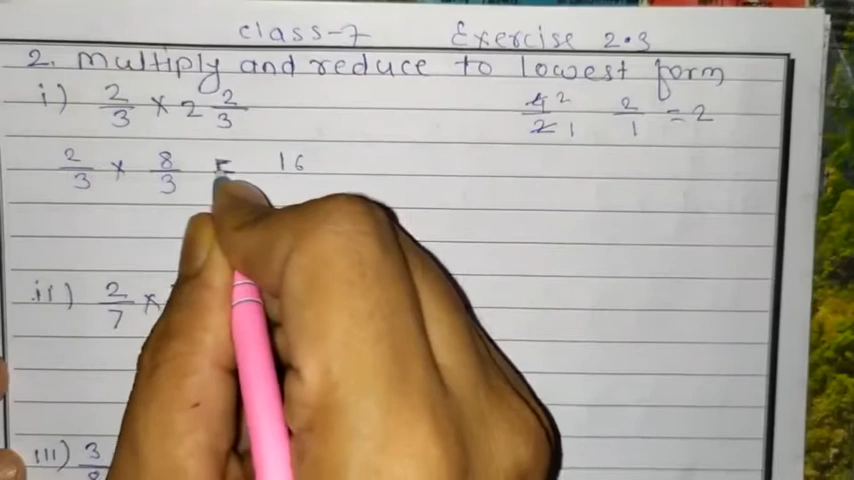 class-7 Exercise 2.3
2. Multiply and reduce to lowest form
i) 2/3 × 2 2/3 4 2/2 1 2/1 = 2
2/3 × 8/3 = 16
ii) 2/7 ×
iii) 3/8